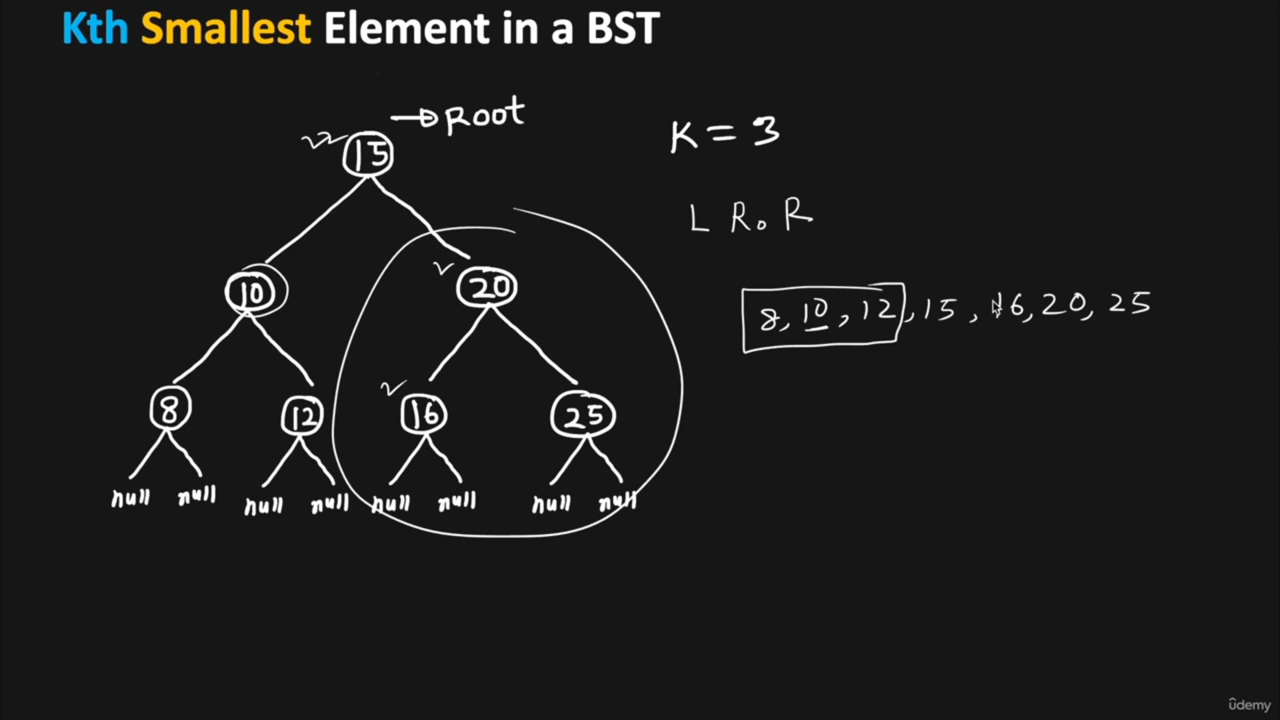 Kth Smallest Element in a BST
→ Root
15
K = 3
L Ro R
10
20
8, 10, 12, 15, 16, 20, 25
8
12
16
25
null null null null null null null null
ûdemy